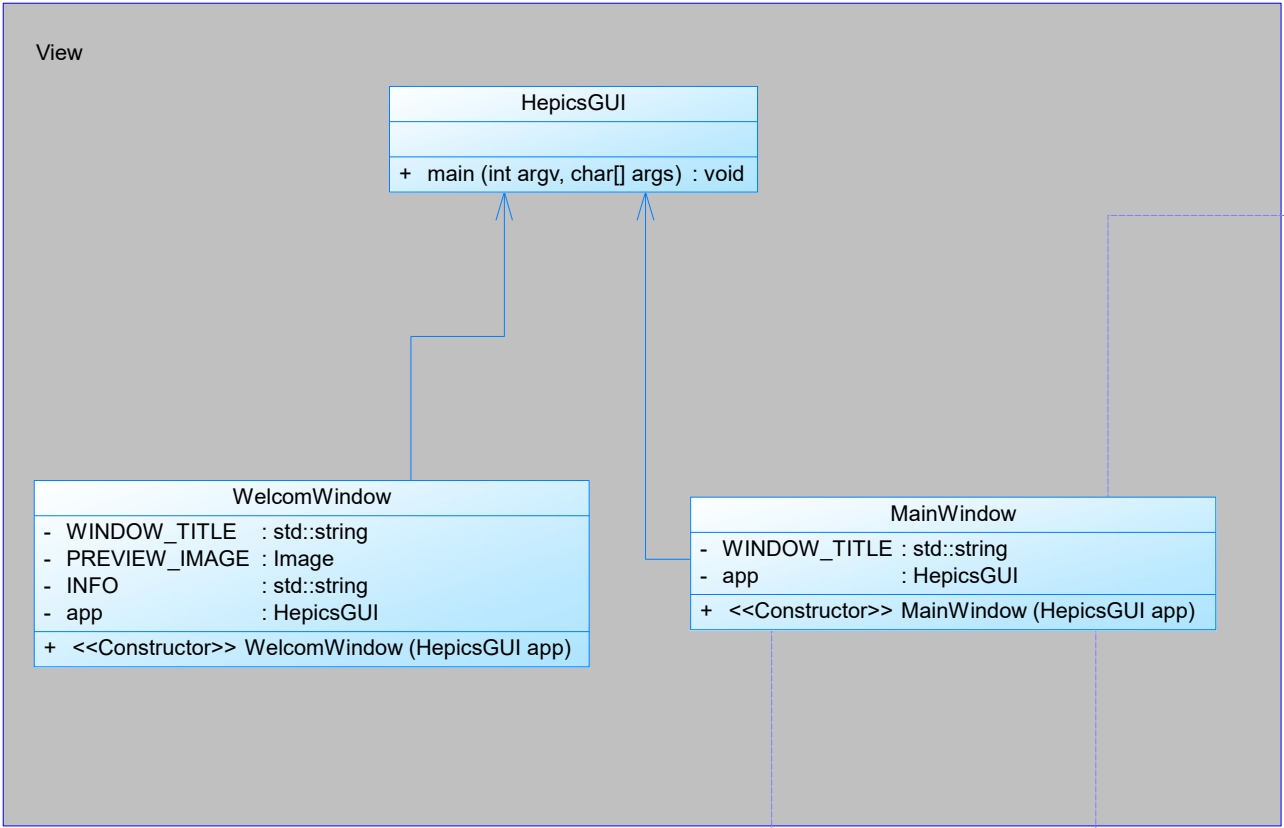 View
HepicsGUI
+ main (int argv, char[] args) : void
WelcomWindow
- WINDOW_TITLE : std::string
- PREVIEW_IMAGE : Image
- INFO : std::string
- app : HepicsGUI
+ <<Constructor>> WelcomWindow (HepicsGUI app)
MainWindow
- WINDOW_TITLE : std::string
- app : HepicsGUI
+ <<Constructor>> MainWindow (HepicsGUI app)